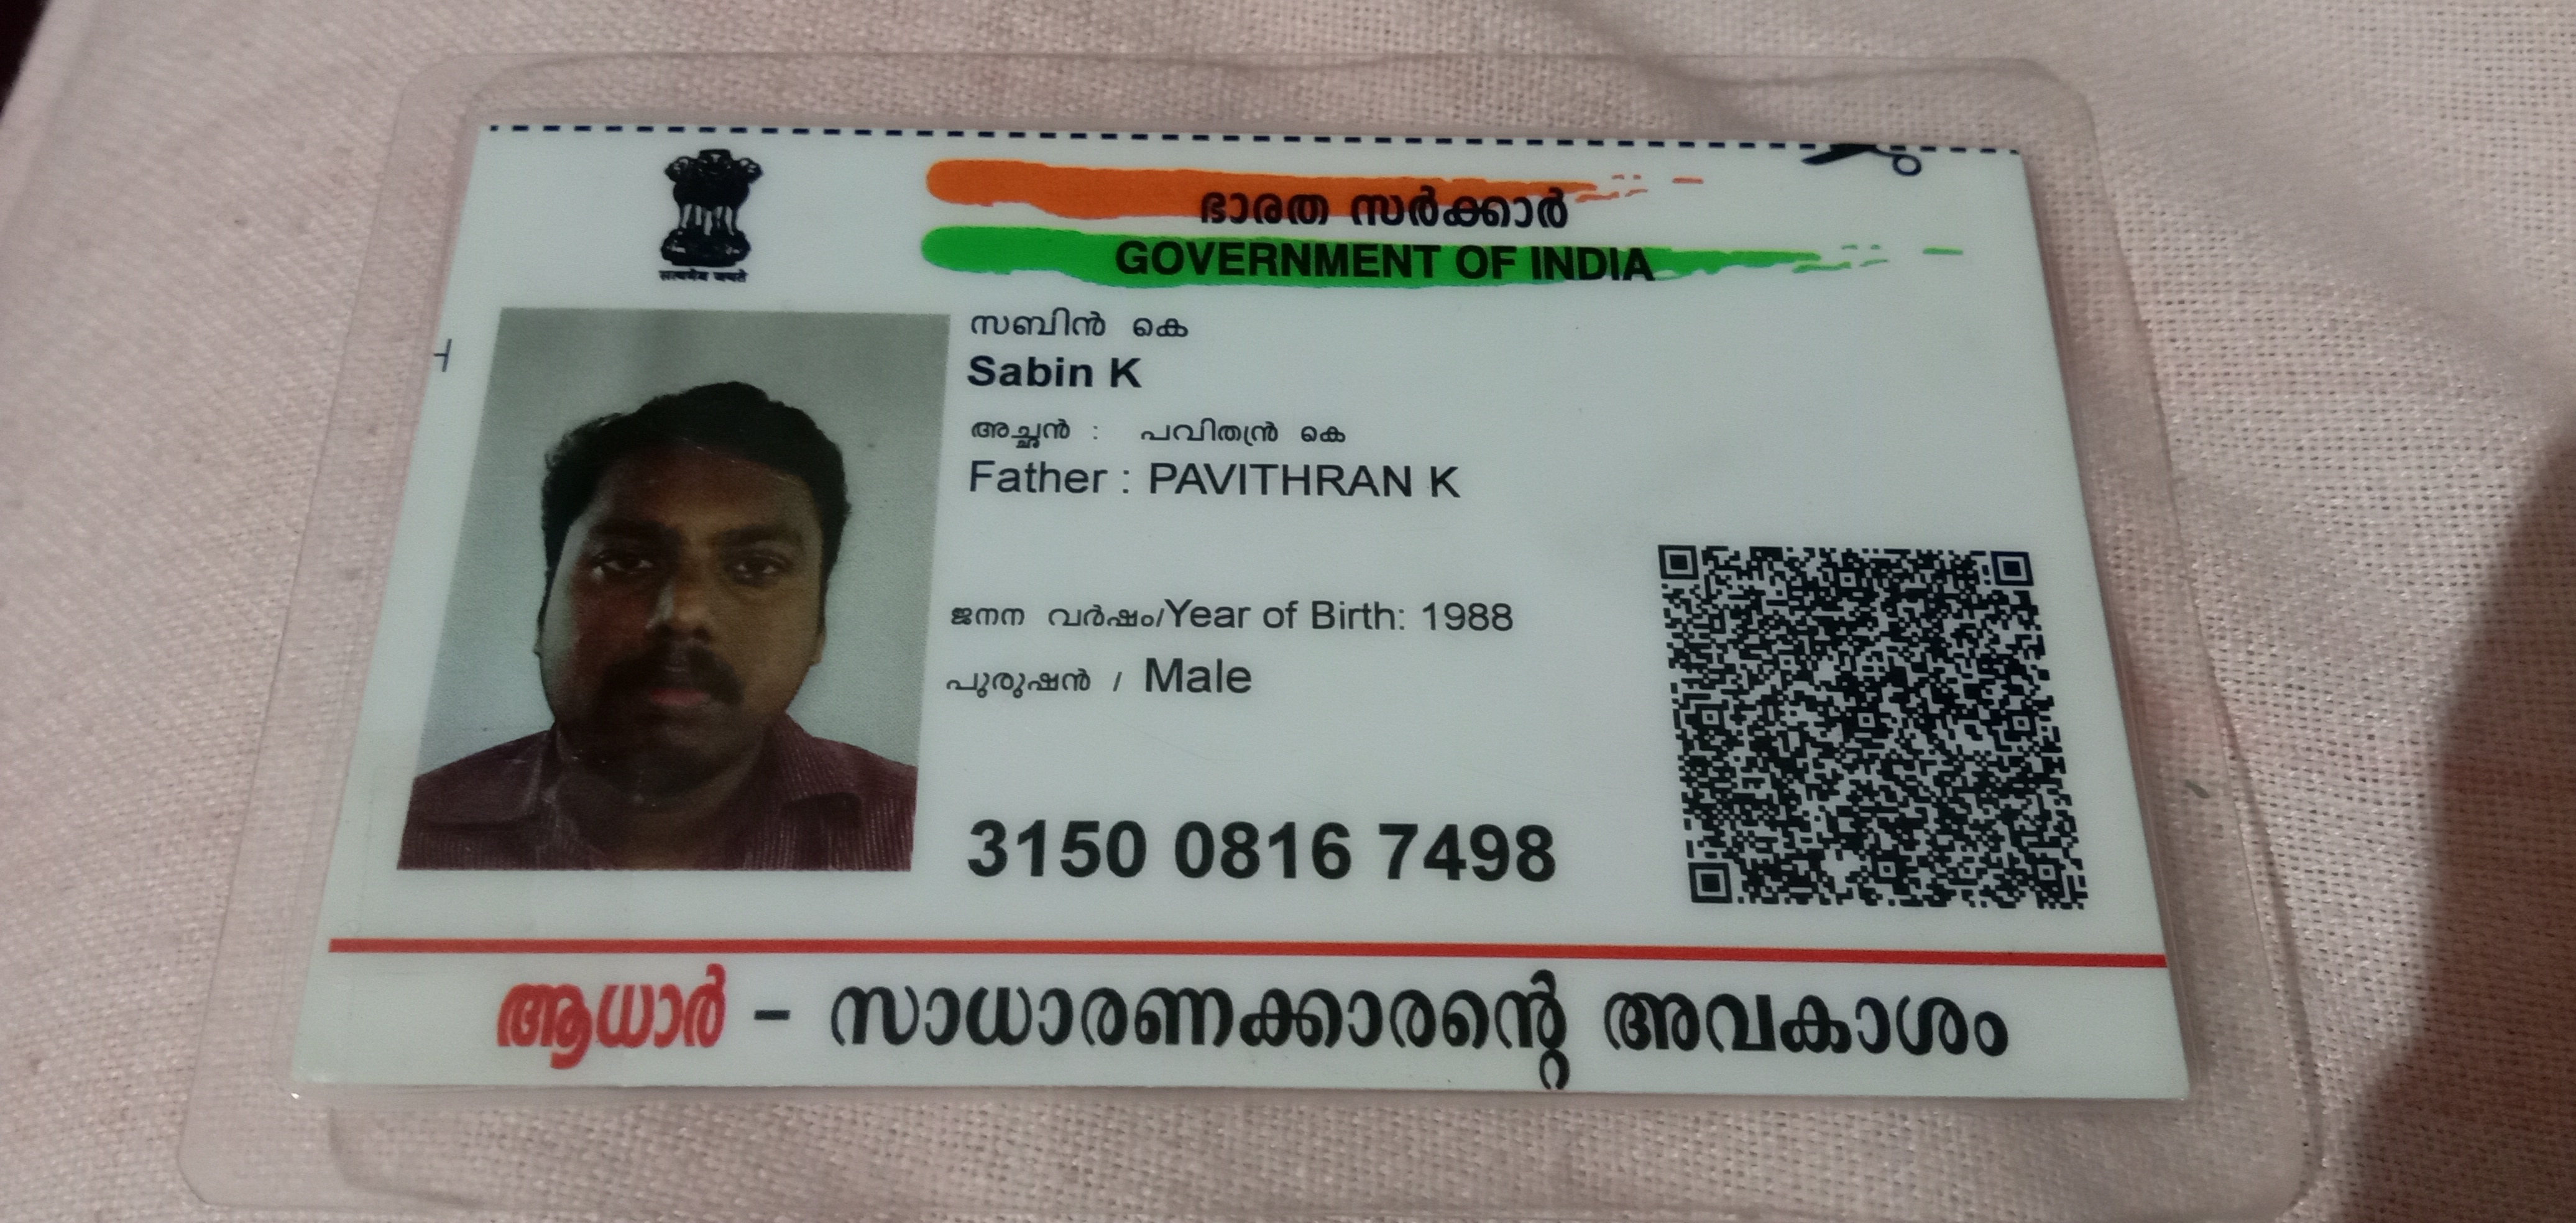 सत्यमेव जयते
ഭാരത സർക്കാർ
GOVERNMENT OF INDIA
സബിൻ കെ
Sabin K
അച്ഛൻ : പവിത്രൻ കെ
Father : PAVITHRAN K
ജനന വർഷം/Year of Birth: 1988
പുരുഷൻ / Male
3150 0816 7498
ആധാർ - സാധാരണക്കാരന്റെ അവകാശം